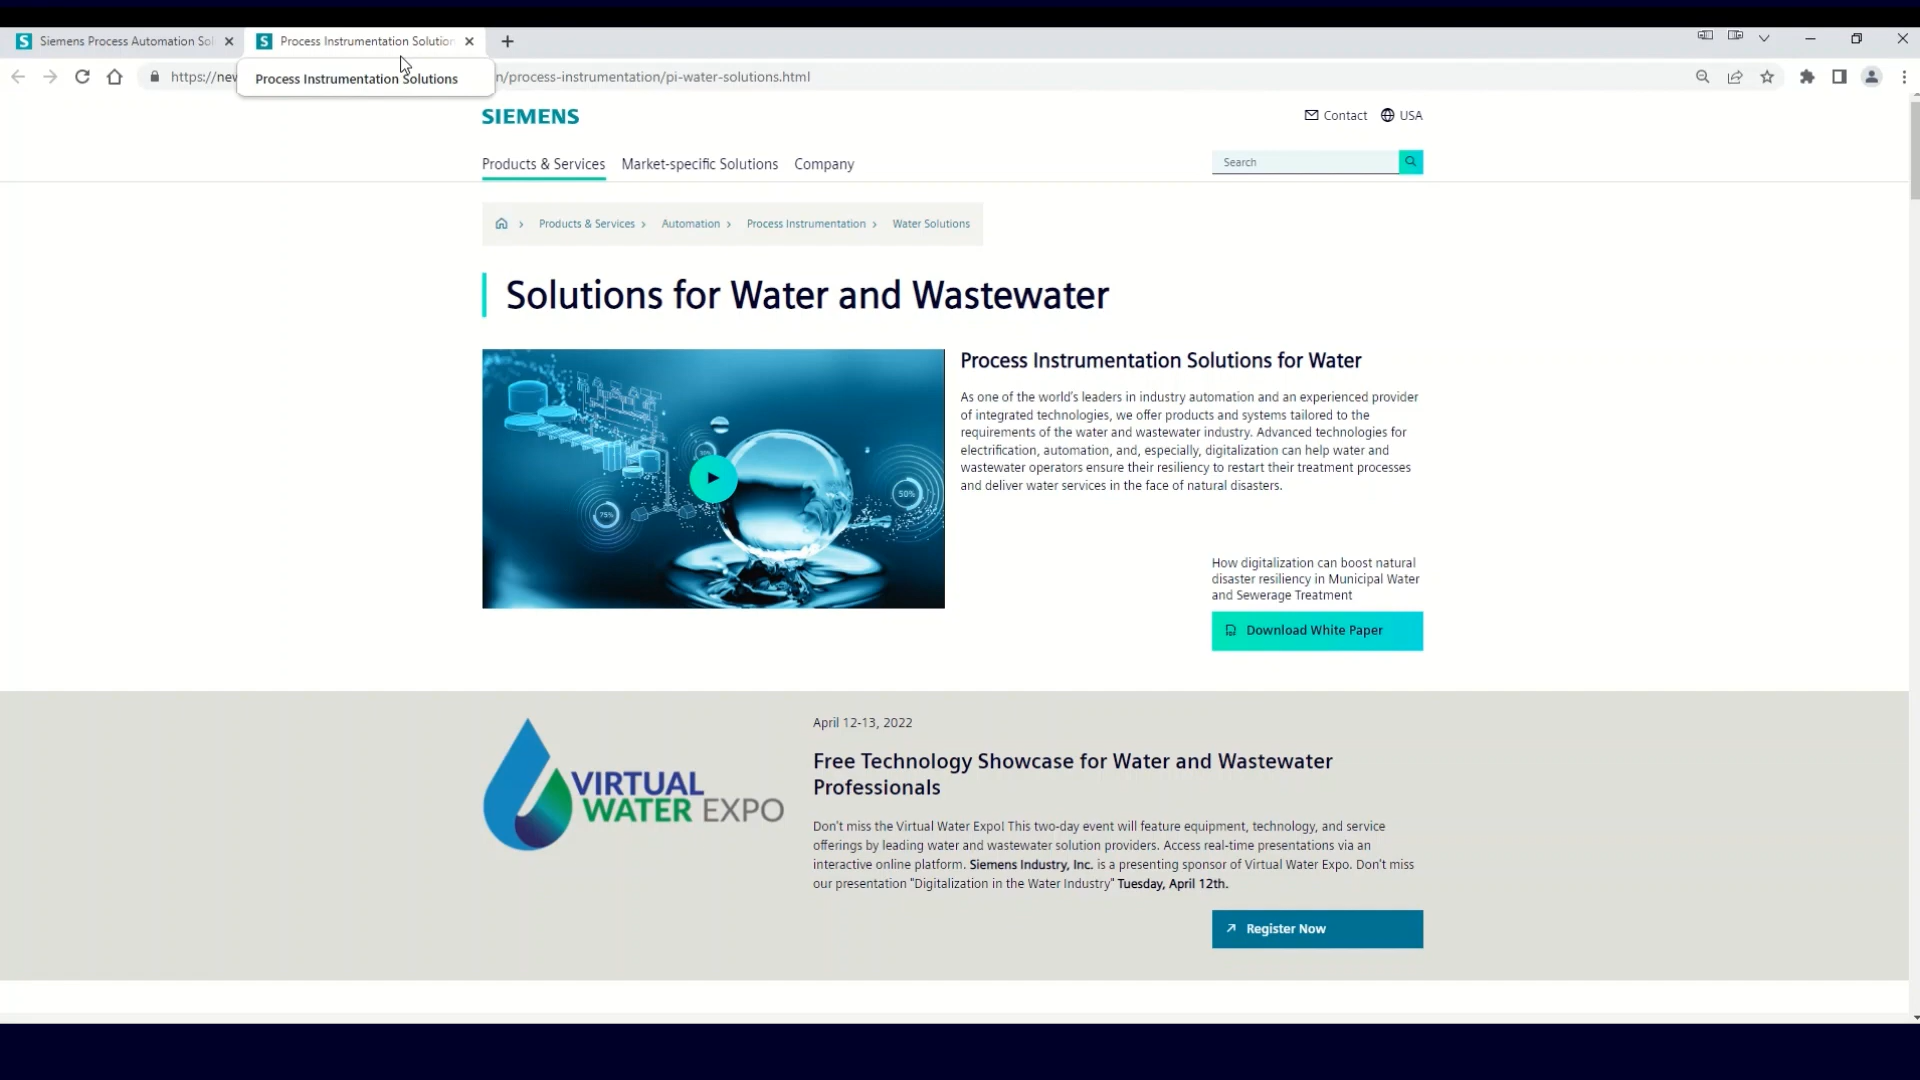 Siemens Process Automation Sol
Process Instrumentation Solution
https://new
n/process-instrumentation/pi-water-solutions.html
Process Instrumentation Solutions
SIEMENS
Contact
USA
Products & Services
Market-specific Solutions
Company
Search
Products & Services
Automation
Process Instrumentation
Water Solutions
Solutions for Water and Wastewater
75%
50%
Process Instrumentation Solutions for Water
As one of the world's leaders in industry automation and an experienced provider
of integrated technologies, we offer products and systems tailored to the
requirements of the water and wastewater industry. Advanced technologies for
electrification, automation, and, especially, digitalization can help water and
wastewater operators ensure their resiliency to restart their treatment processes
and deliver water services in the face of natural disasters.
How digitalization can boost natural
disaster resiliency in Municipal Water
and Sewerage Treatment
Download White Paper
VIRTUAL
WATER EXPO
April 12-13, 2022
Free Technology Showcase for Water and Wastewater
Professionals
Don't miss the Virtual Water Expo! This two-day event will feature equipment, technology, and service
offerings by leading water and wastewater solution providers. Access real-time presentations via an
interactive online platform. Siemens Industry, Inc. is a presenting sponsor of Virtual Water Expo. Don't miss
our presentation "Digitalization in the Water Industry" Tuesday, April 12th.
Register Now